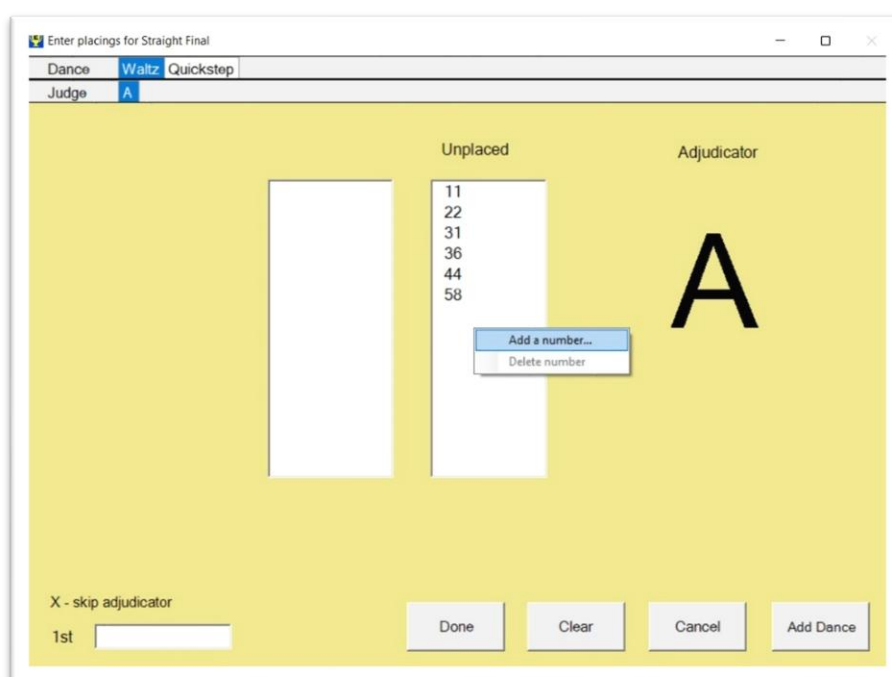 Enter placings for Straight Final
Dance Waltz Quickstep
Judge A
Unplaced
Adjudicator
11
22
31
36
44
58
A
Add a number...
Delete number
X - skip adjudicator
1st
Done Clear Cancel Add Dance